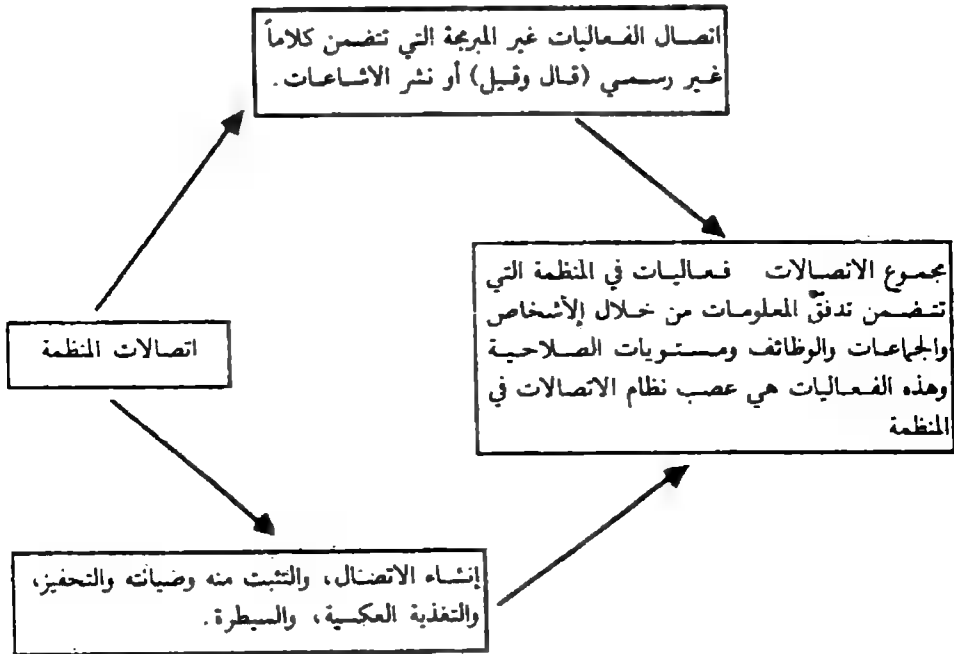 اتصال الفعاليات غير المبرمجة التي تتضمن كلاماً
غير رسمي (قال وقيل) أو نشر الاشاعات.
مجموع الاتصالات فعاليات في المنظمة التي
تتضمن تدفقّ المعلومات من خلال الأشخاص
والجماعات والوظائف ومستويات الصلاحية
وهذه الفعاليات هي عصب نظام الاتصالات في
المنظمة
اتصالات المنظمة
إنشاء الاتصال، والتثبت منه وضمانته والتحفيز،
والتغذية العكسية، والسيطرة.